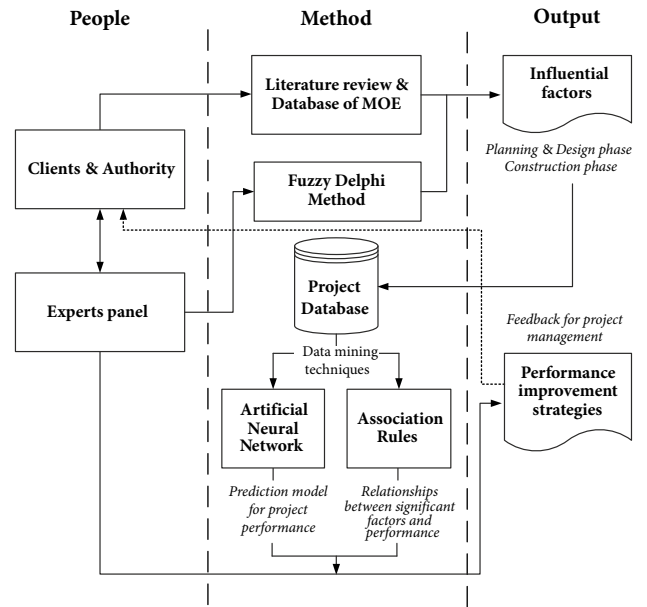 People
Method
Output
Literature review &
Database of MOE
Influential
factors
Clients & Authority
Planning & Design phase
Construction phase
Fuzzy Delphi
Method
Project
Database
Experts panel
Feedback for project
management
Data mining
techniques
Performance
improvement
strategies
Artificial
Neural
Network
Association
Rules
Prediction model
for project
performance
Relationships
between significant
factors and
performance